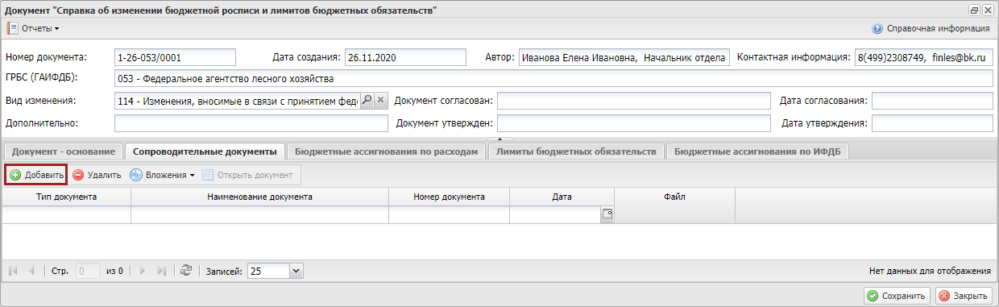 Документ "Справка об изменении бюджетной росписи и лимитов бюджетных обязательств"
Отчеты Справочная информация
Номер документа: 1-26-053/0001 Дата создания: 26.11.2020 Автор: Иванова Елена Ивановна, Начальник отдела Контактная информация: 8(499)2308749, finles@bk.ru
ГРБС (ГАИФДБ): 053 - Федеральное агентство лесного хозяйства
Вид изменения: 114 - Изменения, вносимые в связи с принятием феде Документ согласован: Дата согласования:
Дополнительно: Документ утвержден: Дата утверждения:
Документ - основание Сопроводительные документы Бюджетные ассигнования по расходам Лимиты бюджетных обязательств Бюджетные ассигнования по ИФДБ
Добавить Удалить Вложения Открыть документ
Тип документа Наименование документа Номер документа Дата Файл
Стр. 0 из 0 Записей: 25 Нет данных для отображения
Сохранить Закрыть